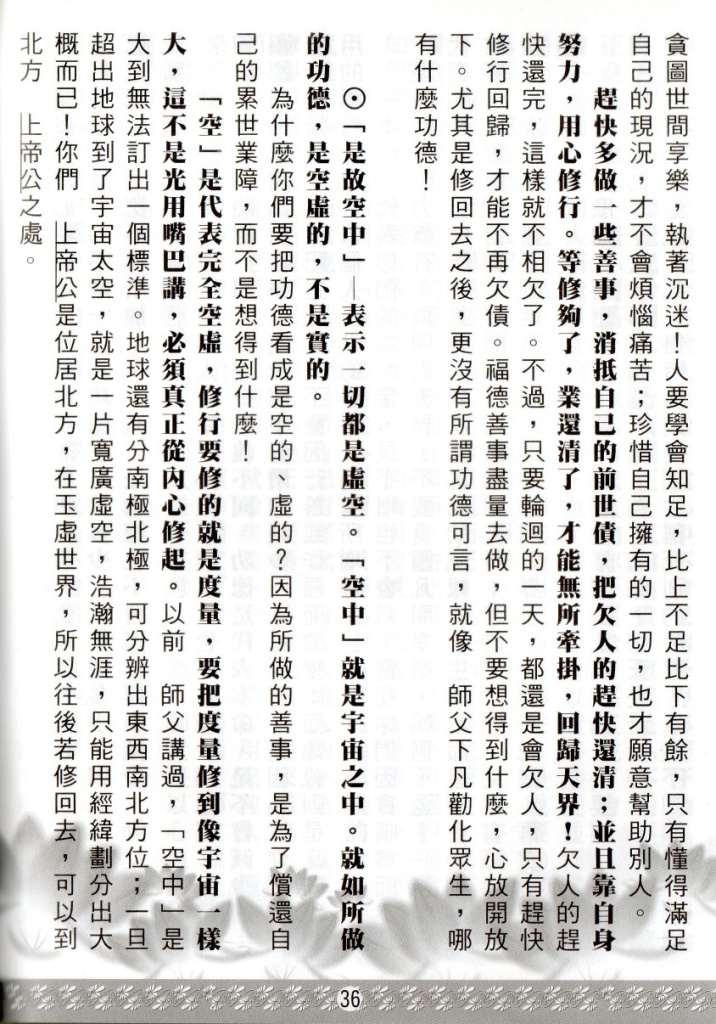 貪圖世間享樂，執著沉迷，人要學會知足，比上不足比下有餘，只有懂得滿足
自己的現況，才不會煩惱痛苦；珍惜自己擁有的一切，也才願意幫助別人。
趕快多做一些善事，消抵自己的前世債，把欠人的趕快還清；並且靠自身
努力，用心修行。等修夠了，業還清了，才能無所牽掛，回歸天界！欠人的趕
快還完，這樣就不相欠了。不過，只要輪迴的一天，都還是會欠人，只有趕快
修行回歸，才能不再欠債。福德善事盡量去做，但不要想得到什麼，心放開放
下。尤其是修回去之後，更沒有所謂功德可言，就像　師父下凡勸化眾生，哪
有什麼功德！
⊙「是故空中」—表示一切都是虛空。「空中」就是宇宙之中，就如所做
的功德，是空虛的，不是實的。
為什麼你們要把功德看成是空的、虛的？因為所做的善事，是為了償還自
己的累世業障，而不是想得到什麼！
「空」是代表完全空虛，修行要修的就是度量，要把度量修到像宇宙一樣
大，這不是光用嘴巴講，必須真正從內心修起。以前　師父講過，「空中」是
大到無法訂出一個標準。地球還有分南極北極，可分辨出東西南北方位；一旦
超出地球到了宇宙太空，就是一片寬廣虛空，浩瀚無涯，只能用經緯劃分出大
概而已！你們　上帝公是位居北方，在玉虛世界，所以往後若修回去，可以到
北方　上帝公之處。
36